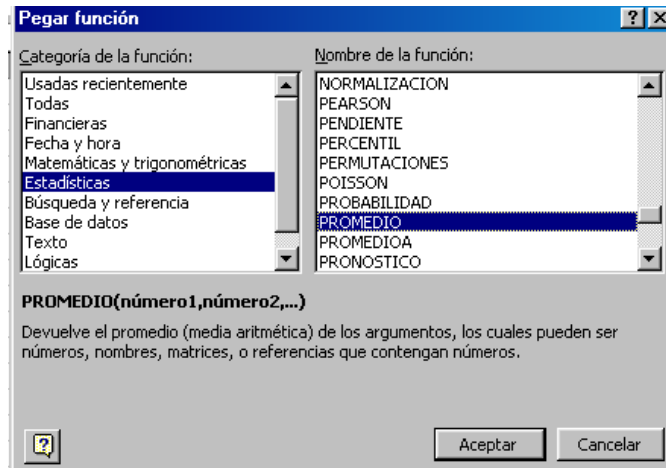 Pegar función
Categoría de la función:
Nombre de la función:
Usadas recientemente
Todas
Financieras
Fecha y hora
Matemáticas y trigonométricas
Estadísticas
Búsqueda y referencia
Base de datos
Texto
Lógicas
NORMALIZACION
PEARSON
PENDIENTE
PERCENTIL
PERMUTACIONES
POISSON
PROBABILIDAD
PROMEDIO
PROMEDIOA
PRONOSTICO
PROMEDIO(número1,número2,...)
Devuelve el promedio (media aritmética) de los argumentos, los cuales pueden ser
números, nombres, matrices, o referencias que contengan números.
Aceptar
Cancelar